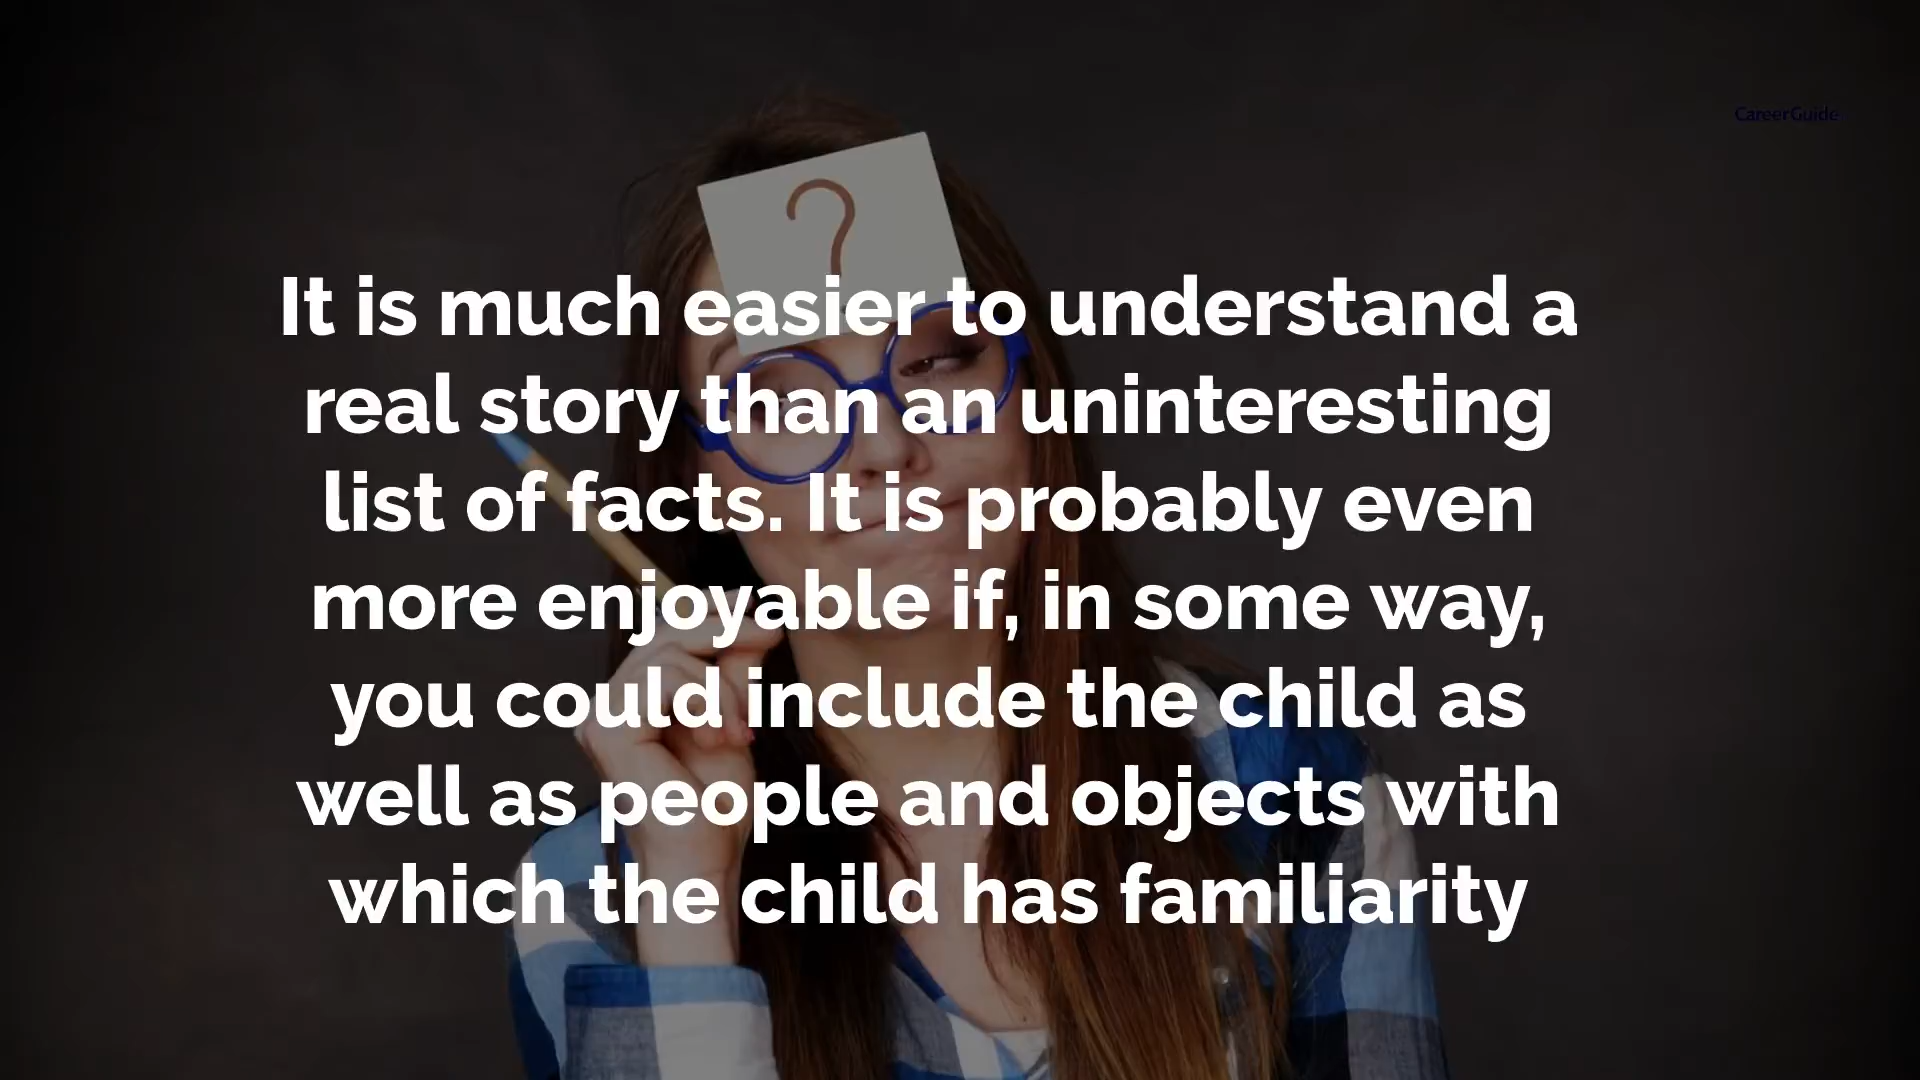 CareerGuide
?
It is much easier to understand a
real story than an uninteresting
list of facts. It is probably even
more enjoyable if, in some way,
you could include the child as
well as people and objects with
which the child has familiarity